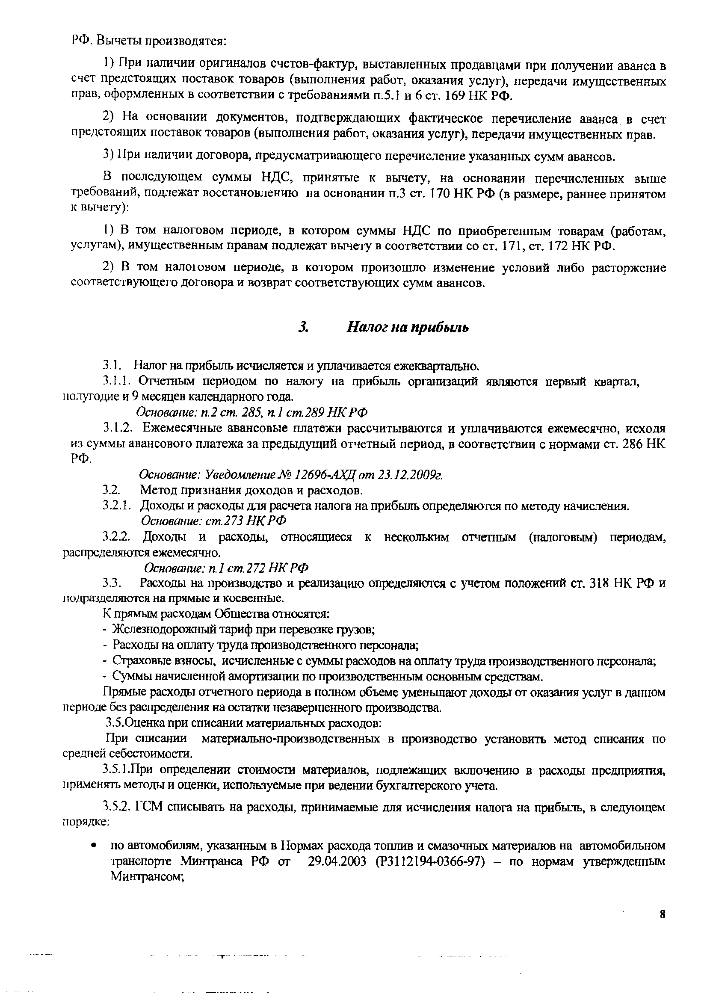 РФ. Вычеты производятся:
1) При наличии оригиналов счетов-фактур, выставленных продавцами при получении аванса в
счет предстоящих поставок товаров (выполнения работ, оказания услуг), передачи имущественных
прав, оформленных в соответствии с требованиями п.5.1 и 6 ст. 169 НК РФ.
2) На основании документов, подтверждающих фактическое перечисление аванса в счет
предстоящих поставок товаров (выполнения работ, оказания услуг), передачи имущественных прав.
3) При наличии договора, предусматривающего перечисление указанных сумм авансов.
В последующем суммы НДС, принятые к вычету, на основании перечисленных выше
требований, подлежат восстановлению на основании п.3 ст. 170 НК РФ (в размере, раннее принятом
к вычету):
1) В том налоговом периоде, в котором суммы НДС по приобретенным товарам (работам,
услугам), имущественным правам подлежат вычету в соответствии со ст. 171, ст. 172 НК РФ.
2) В том налоговом периоде, в котором произошло изменение условий либо расторжение
соответствующего договора и возврат соответствующих сумм авансов.
3. Налог на прибыль
3.1. Налог на прибыль исчисляется и уплачивается ежеквартально.
3.1.1. Отчетным периодом по налогу на прибыль организаций являются первый квартал,
полугодие и 9 месяцев календарного года.
Основание: п.2 ст. 285, п.1 ст.289 НК РФ
3.1.2. Ежемесячные авансовые платежи рассчитываются и уплачиваются ежемесячно, исходя
из суммы авансового платежа за предыдущий отчетный период, в соответствии с нормами ст. 286 НК
РФ.
Основание: Уведомление № 12696-АХД от 23.12.2009г.
3.2. Метод признания доходов и расходов.
3.2.1. Доходы и расходы для расчета налога на прибыль определяются по методу начисления.
Основание: ст.273 НК РФ
3.2.2. Доходы и расходы, относящиеся к нескольким отчетным (налоговым) периодам,
распределяются ежемесячно.
Основание: п.1 ст.272 НК РФ
3.3. Расходы на производство и реализацию определяются с учетом положений ст. 318 НК РФ и
подразделяются на прямые и косвенные.
К прямым расходам Общества относятся:
- Железнодорожный тариф при перевозке грузов;
- Расходы на оплату труда производственного персонала;
- Страховые взносы, исчисленные с суммы расходов на оплату труда производственного персонала;
- Суммы начисленной амортизации по производственным основным средствам.
Прямые расходы отчетного периода в полном объеме уменьшают доходы от оказания услуг в данном
периоде без распределения на остатки незавершенного производства.
3.5.Оценка при списании материальных расходов:
При списании материально-производственных в производство установить метод списания по
средней себестоимости.
3.5.1.При определении стоимости материалов, подлежащих включению в расходы предприятия,
применять методы и оценки, используемые при ведении бухгалтерского учета.
3.5.2. ГСМ списывать на расходы, принимаемые для исчисления налога на прибыль, в следующем
порядке:
• по автомобилям, указанным в Нормах расхода топлив и смазочных материалов на автомобильном
транспорте Минтранса РФ от 29.04.2003 (Р3112194-0366-97) – по нормам утвержденным
Минтрансом;
8